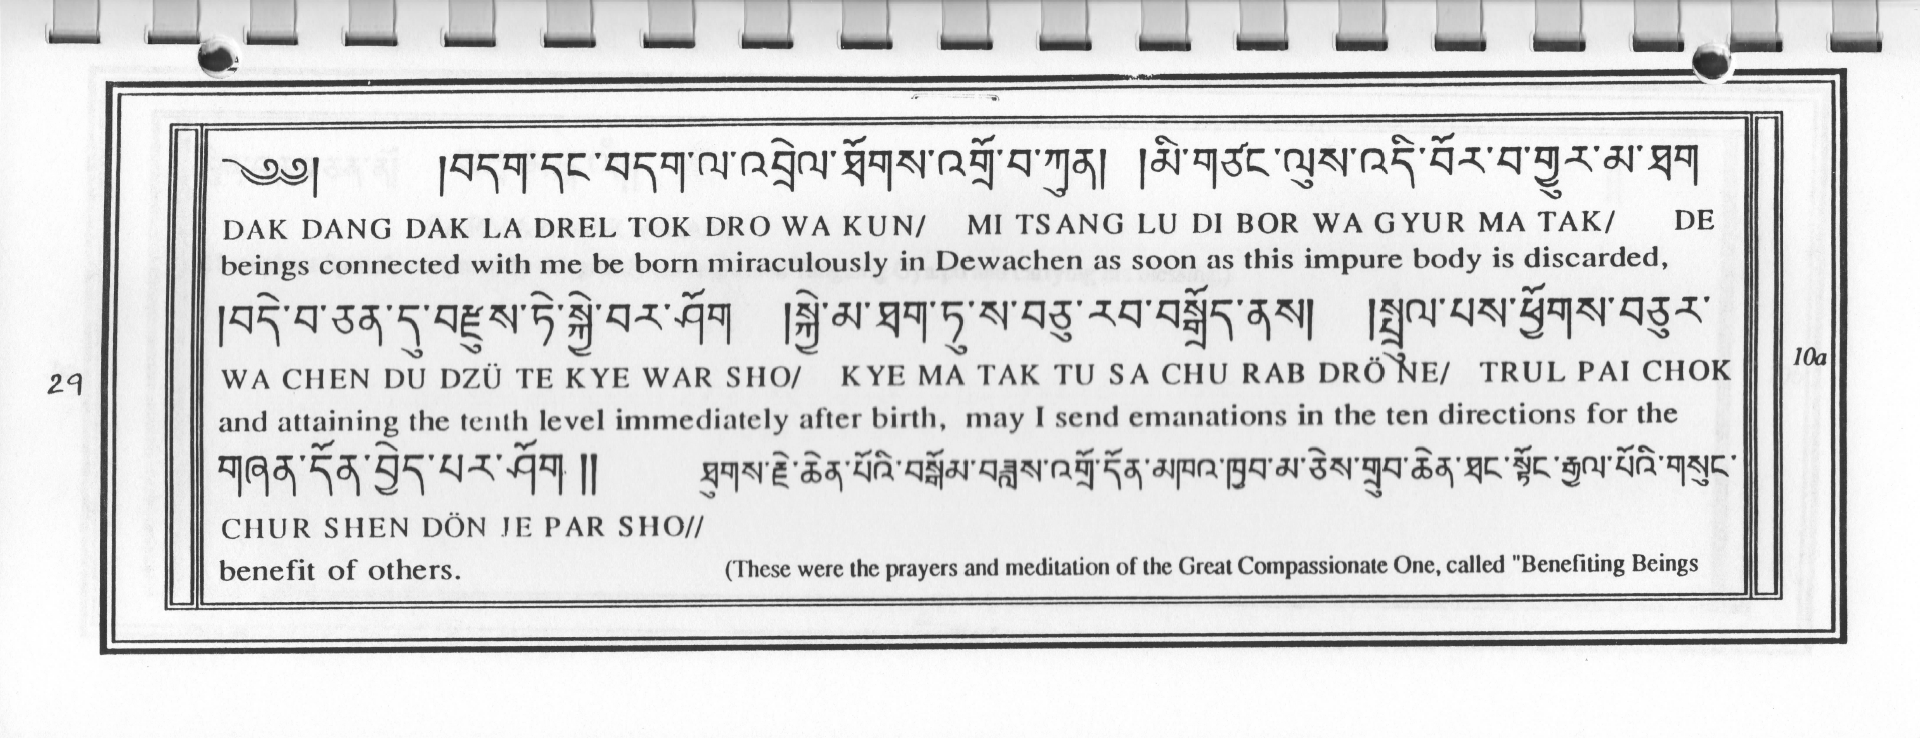 ༄༅། །བདག་དང་བདག་ལ་འབྲེལ་ཐོགས་འགྲོ་བ་ཀུན། །མི་གཙང་ལུས་འདི་བོར་བ་གྱུར་མ་ཐག
DAK DANG DAK LA DREL TOK DRO WA KUN/ MI TSANG LU DI BOR WA GYUR MA TAK/ DE
beings connected with me be born miraculously in Dewachen as soon as this impure body is discarded,
།བདེ་བ་ཅན་དུ་བརྫུས་ཏེ་སྐྱེ་བར་ཤོག །སྐྱེ་མ་ཐག་ཏུ་ས་བཅུ་རབ་བགྲོད་ནས། །སྤྲུལ་པས་ཕྱོགས་བཅུར་
10a
29
WA CHEN DU DZÜ TE KYE WAR SHO/ KYE MA TAK TU SA CHU RAB DRÖ NE/ TRUL PAI CHOK
and attaining the tenth level immediately after birth, may I send emanations in the ten directions for the
གཞན་དོན་བྱེད་པར་ཤོག །། ཐུགས་རྗེ་ཆེན་པོའི་བསྒོམ་བཟླས་འགྲོ་དོན་མཁའ་ཁྱབ་མ་ཅེས་གྲུབ་ཆེན་ཐང་སྟོང་རྒྱལ་པོའི་གསུང་
CHUR SHEN DÖN JE PAR SHO//
benefit of others. (These were the prayers and meditation of the Great Compassionate One, called "Benefiting Beings